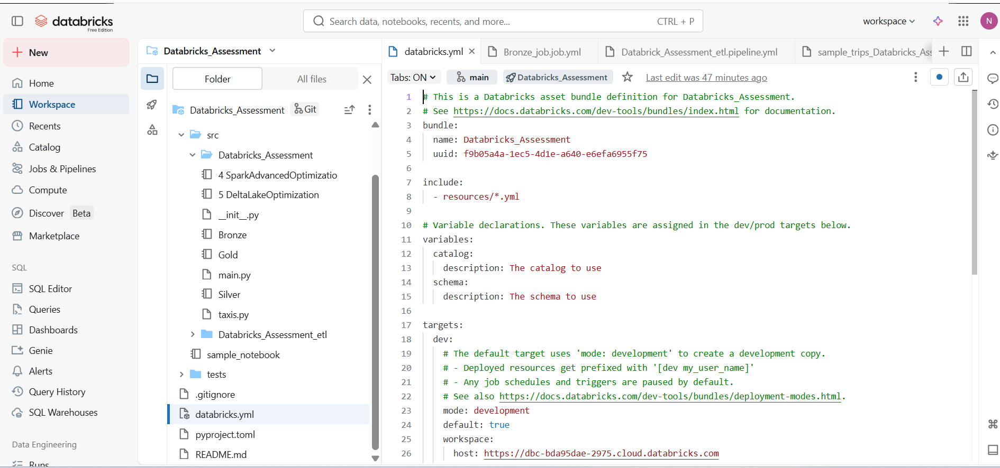 databricks
Free Edition
Search data, notebooks, recents, and more...
CTRL + P
workspace
N
New
Home
Workspace
Recents
Catalog
Jobs & Pipelines
Compute
Discover Beta
Marketplace
SQL
SQL Editor
Queries
Dashboards
Genie
Alerts
Query History
SQL Warehouses
Data Engineering
Runs
Databricks_Assessment
Folder
All files
Databricks_Assessment Git
src
Databricks_Assessment
4 SparkAdvancedOptimizatio
5 DeltaLakeOptimization
__init__.py
Bronze
Gold
main.py
Silver
taxis.py
Databricks_Assessment_etl
sample_notebook
tests
.gitignore
databricks.yml
pyproject.toml
README.md
databricks.yml
Bronze_job.job.yml
Databrick_Assessment_etl.pipeline.yml
sample_trips_Databricks_Ass
Tabs: ON
main
Databricks_Assessment
Last edit was 47 minutes ago
1 # This is a Databricks asset bundle definition for Databricks_Assessment.
2 # See https://docs.databricks.com/dev-tools/bundles/index.html for documentation.
3 bundle:
4 name: Databricks_Assessment
5 uuid: f9b05a4a-1ec5-4d1e-a640-e6efa6955f75
6
7 include:
8 - resources/*.yml
9
10 # Variable declarations. These variables are assigned in the dev/prod targets below.
11 variables:
12 catalog:
13 description: The catalog to use
14 schema:
15 description: The schema to use
16
17 targets:
18 dev:
19 # The default target uses 'mode: development' to create a development copy.
20 # - Deployed resources get prefixed with '[dev my_user_name]'
21 # - Any job schedules and triggers are paused by default.
22 # See also https://docs.databricks.com/dev-tools/bundles/deployment-modes.html.
23 mode: development
24 default: true
25 workspace:
26 host: https://dbc-bda95dae-2975.cloud.databricks.com